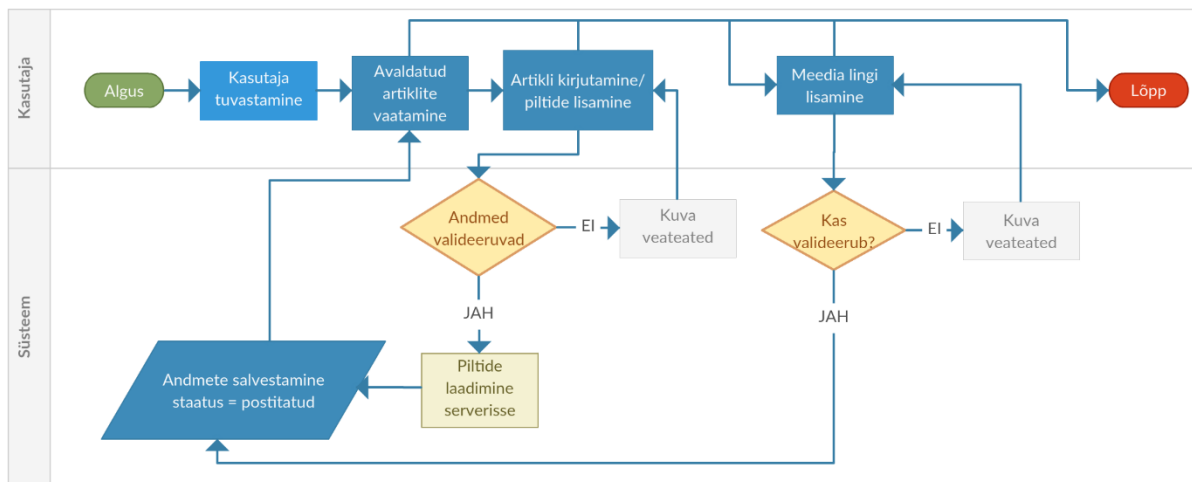 Kasutaja
Algus
Kasutaja
tuvastamine
Avaldatud
artiklite
vaatamine
Artikli kirjutamine/
piltide lisamine
Meedia lingi
lisamine
Lõpp
Süsteem
Andmed
valideeruvad
EI
Kuva
veateated
Kas
valideerub?
EI
Kuva
veateated
JAH
JAH
Andmete salvestamine
staatus = postitatud
Piltide
laadimine
serverisse